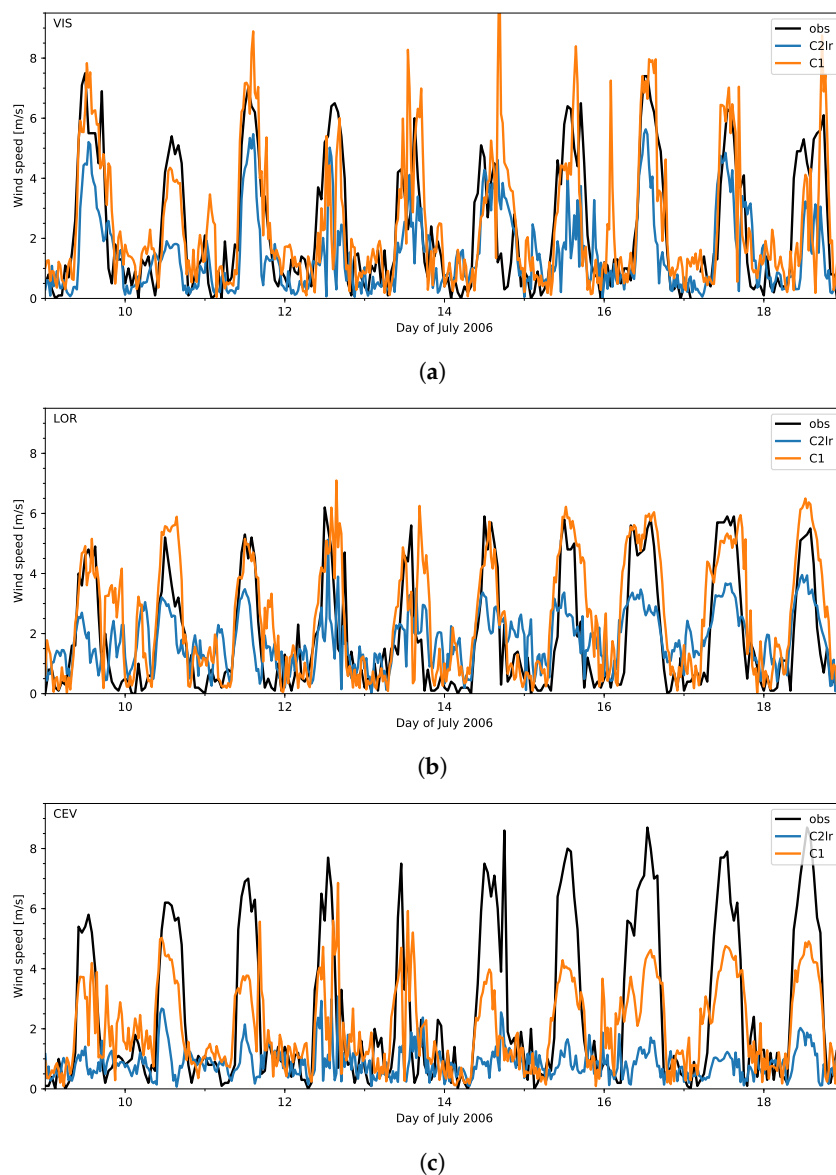 VIS
obs
C2lr
C1
8
6
4
2
0
Wind speed [m/s]
10 12 14 16 18
Day of July 2006
(a)
LOR
obs
C2lr
C1
8
6
4
2
0
Wind speed [m/s]
10 12 14 16 18
Day of July 2006
(b)
CEV
obs
C2lr
C1
8
6
4
2
0
Wind speed [m/s]
10 12 14 16 18
Day of July 2006
(c)